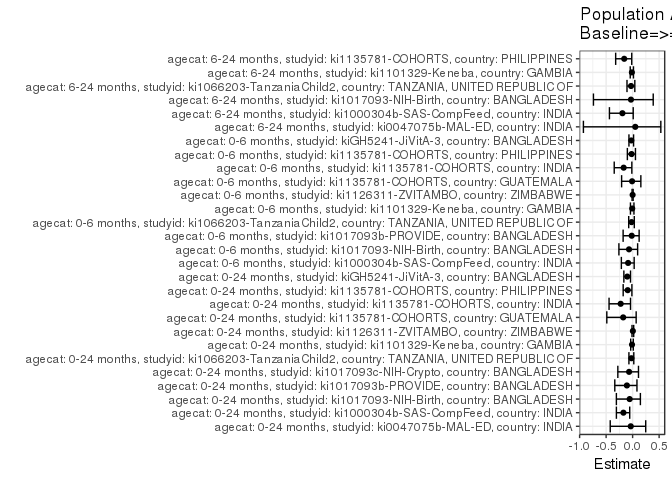 Population A
Baseline=>=
agecat: 6-24 months, studyid: ki1135781-COHORTS, country: PHILIPPINES
agecat: 6-24 months, studyid: ki1101329-Keneba, country: GAMBIA
agecat: 6-24 months, studyid: ki1066203-TanzaniaChild2, country: TANZANIA, UNITED REPUBLIC OF
agecat: 6-24 months, studyid: ki1017093-NIH-Birth, country: BANGLADESH
agecat: 6-24 months, studyid: ki1000304b-SAS-CompFeed, country: INDIA
agecat: 6-24 months, studyid: ki0047075b-MAL-ED, country: INDIA
agecat: 0-6 months, studyid: kiGH5241-JiVitA-3, country: BANGLADESH
agecat: 0-6 months, studyid: ki1135781-COHORTS, country: PHILIPPINES
agecat: 0-6 months, studyid: ki1135781-COHORTS, country: INDIA
agecat: 0-6 months, studyid: ki1135781-COHORTS, country: GUATEMALA
agecat: 0-6 months, studyid: ki1126311-ZVITAMBO, country: ZIMBABWE
agecat: 0-6 months, studyid: ki1101329-Keneba, country: GAMBIA
agecat: 0-6 months, studyid: ki1066203-TanzaniaChild2, country: TANZANIA, UNITED REPUBLIC OF
agecat: 0-6 months, studyid: ki1017093b-PROVIDE, country: BANGLADESH
agecat: 0-6 months, studyid: ki1017093-NIH-Birth, country: BANGLADESH
agecat: 0-6 months, studyid: ki1000304b-SAS-CompFeed, country: INDIA
agecat: 0-24 months, studyid: kiGH5241-JiVitA-3, country: BANGLADESH
agecat: 0-24 months, studyid: ki1135781-COHORTS, country: PHILIPPINES
agecat: 0-24 months, studyid: ki1135781-COHORTS, country: INDIA
agecat: 0-24 months, studyid: ki1135781-COHORTS, country: GUATEMALA
agecat: 0-24 months, studyid: ki1126311-ZVITAMBO, country: ZIMBABWE
agecat: 0-24 months, studyid: ki1101329-Keneba, country: GAMBIA
agecat: 0-24 months, studyid: ki1066203-TanzaniaChild2, country: TANZANIA, UNITED REPUBLIC OF
agecat: 0-24 months, studyid: ki1017093c-NIH-Crypto, country: BANGLADESH
agecat: 0-24 months, studyid: ki1017093b-PROVIDE, country: BANGLADESH
agecat: 0-24 months, studyid: ki1017093-NIH-Birth, country: BANGLADESH
agecat: 0-24 months, studyid: ki1000304b-SAS-CompFeed, country: INDIA
agecat: 0-24 months, studyid: ki0047075b-MAL-ED, country: INDIA
-1.0 -0.5 0.0 0.5
Estimate